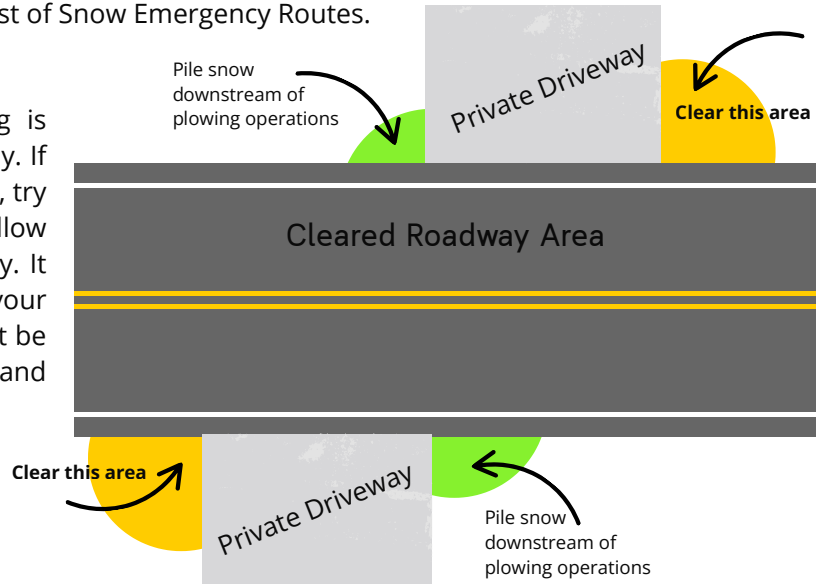 st of Snow Emergency Routes.
g is
y. If
, try
llow
y. It
your
t be
and
Pile snow
downstream of
plowing operations
Private Driveway
Clear this area
Cleared Roadway Area
Clear this area
Private Driveway
Pile snow
downstream of
plowing operations